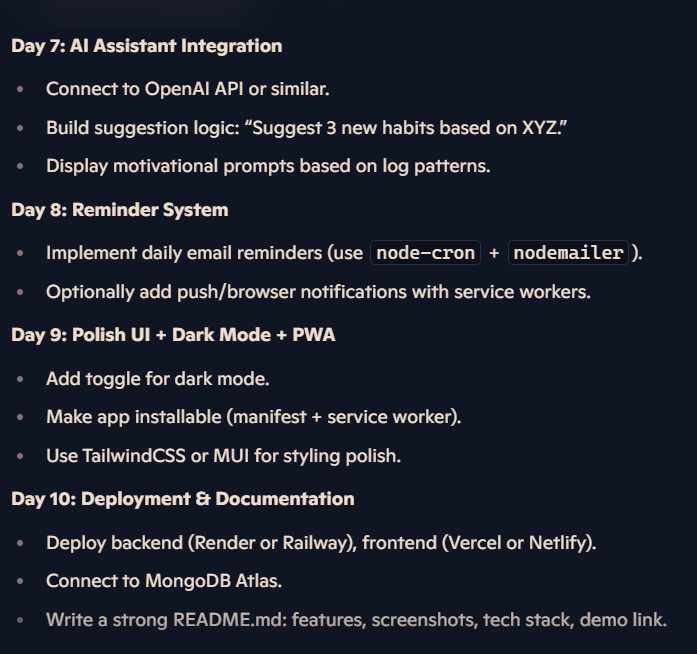 Day 7: AI Assistant Integration
Connect to OpenAI API or similar.
Build suggestion logic: “Suggest 3 new habits based on XYZ.”
Display motivational prompts based on log patterns.
Day 8: Reminder System
Implement daily email reminders (use node-cron + nodemailer).
Optionally add push/browser notifications with service workers.
Day 9: Polish UI + Dark Mode + PWA
Add toggle for dark mode.
Make app installable (manifest + service worker).
Use TailwindCSS or MUI for styling polish.
Day 10: Deployment & Documentation
Deploy backend (Render or Railway), frontend (Vercel or Netlify).
Connect to MongoDB Atlas.
Write a strong README.md: features, screenshots, tech stack, demo link.